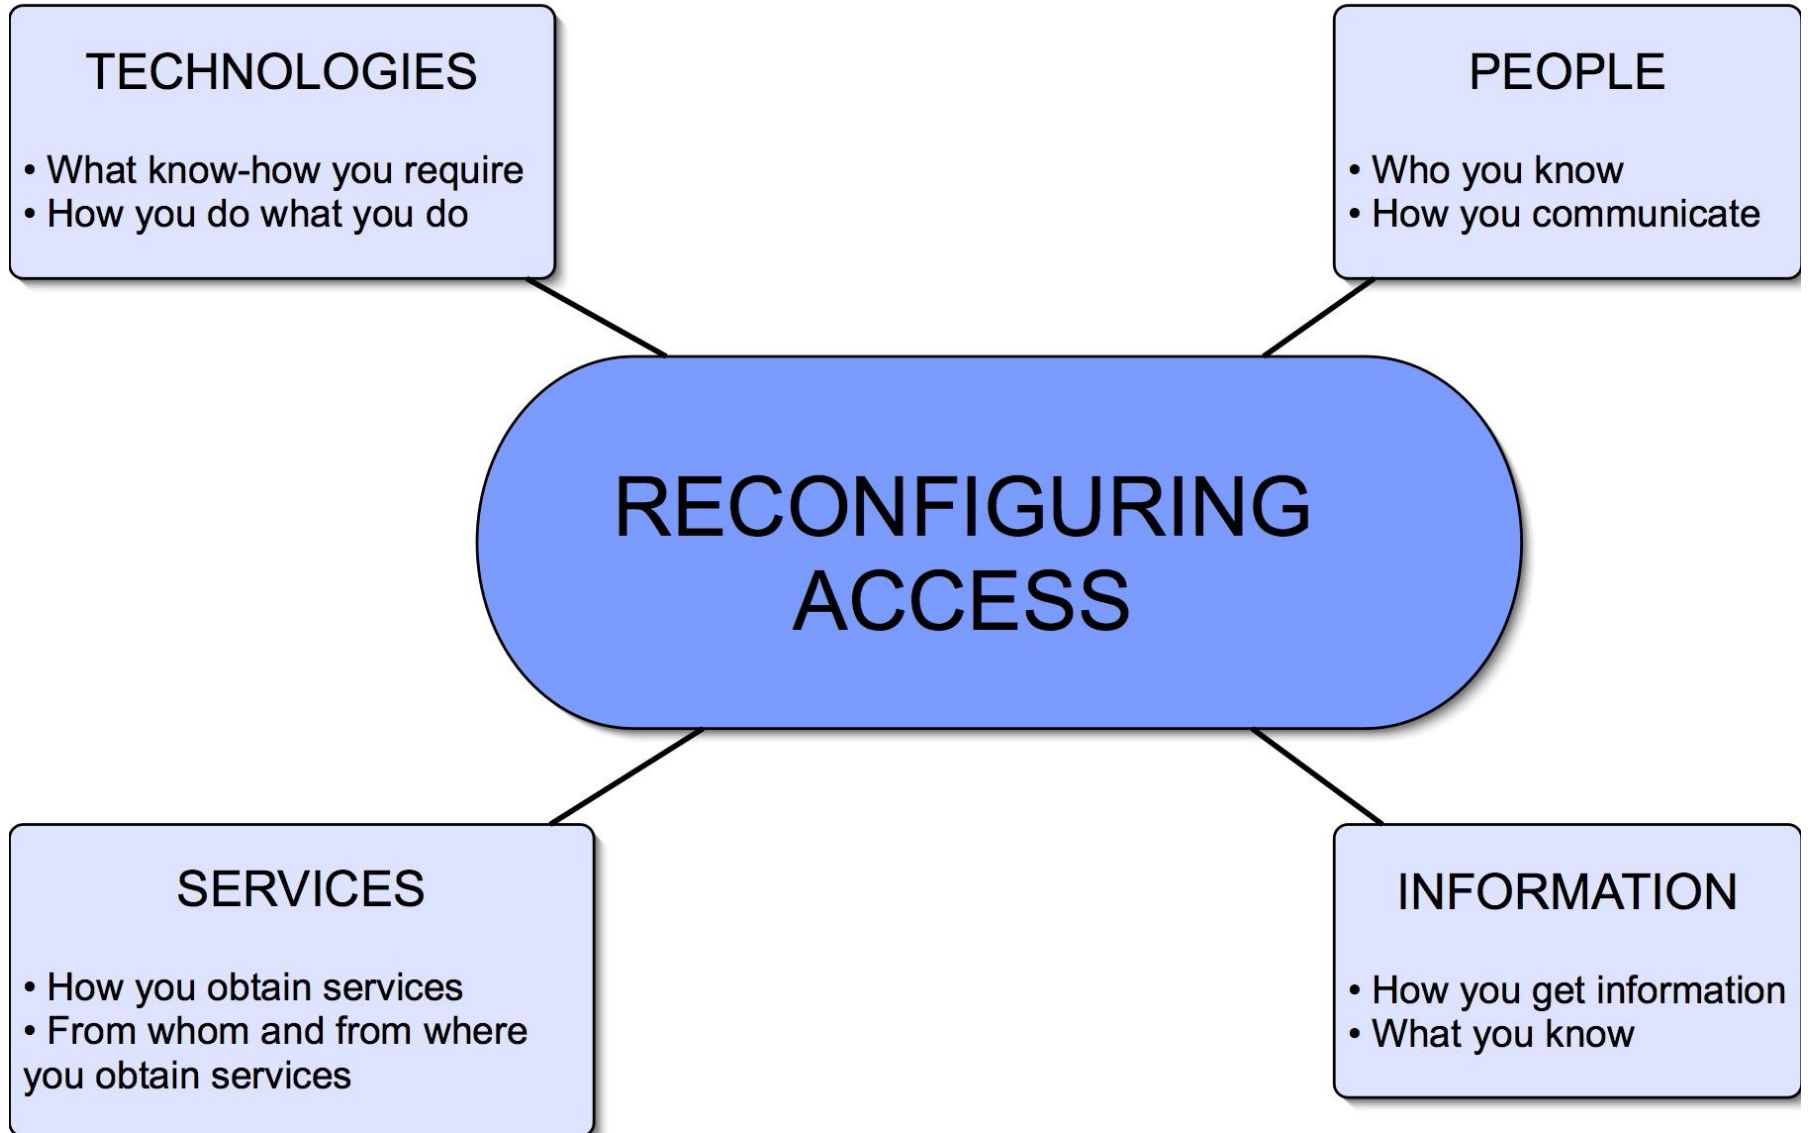 TECHNOLOGIES
• What know-how you require
• How you do what you do
PEOPLE
• Who you know
• How you communicate
RECONFIGURING
ACCESS
SERVICES
• How you obtain services
• From whom and from where
you obtain services
INFORMATION
• How you get information
• What you know